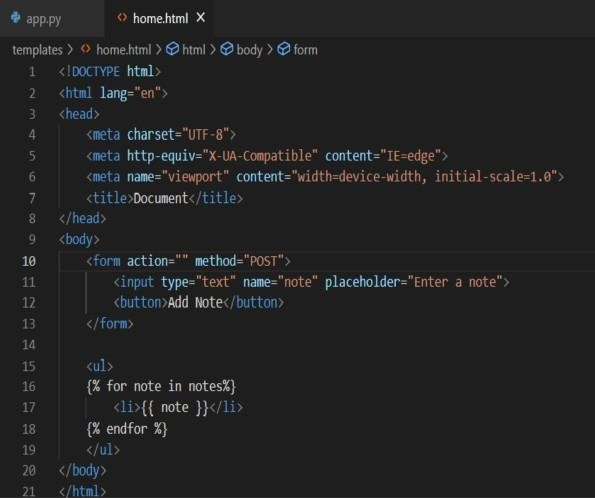 app.py home.html X
templates > home.html > html > body > form
1 <!DOCTYPE html>
2 <html lang="en">
3 <head>
4 <meta charset="UTF-8">
5 <meta http-equiv="X-UA-Compatible" content="IE=edge">
6 <meta name="viewport" content="width=device-width, initial-scale=1.0">
7 <title>Document</title>
8 </head>
9 <body>
10 <form action="" method="POST">
11 <input type="text" name="note" placeholder="Enter a note">
12 <button>Add Note</button>
13 </form>
14
15 <ul>
16 {% for note in notes%}
17 <li>{{ note }}</li>
18 {% endfor %}
19 </ul>
20 </body>
21 </html>